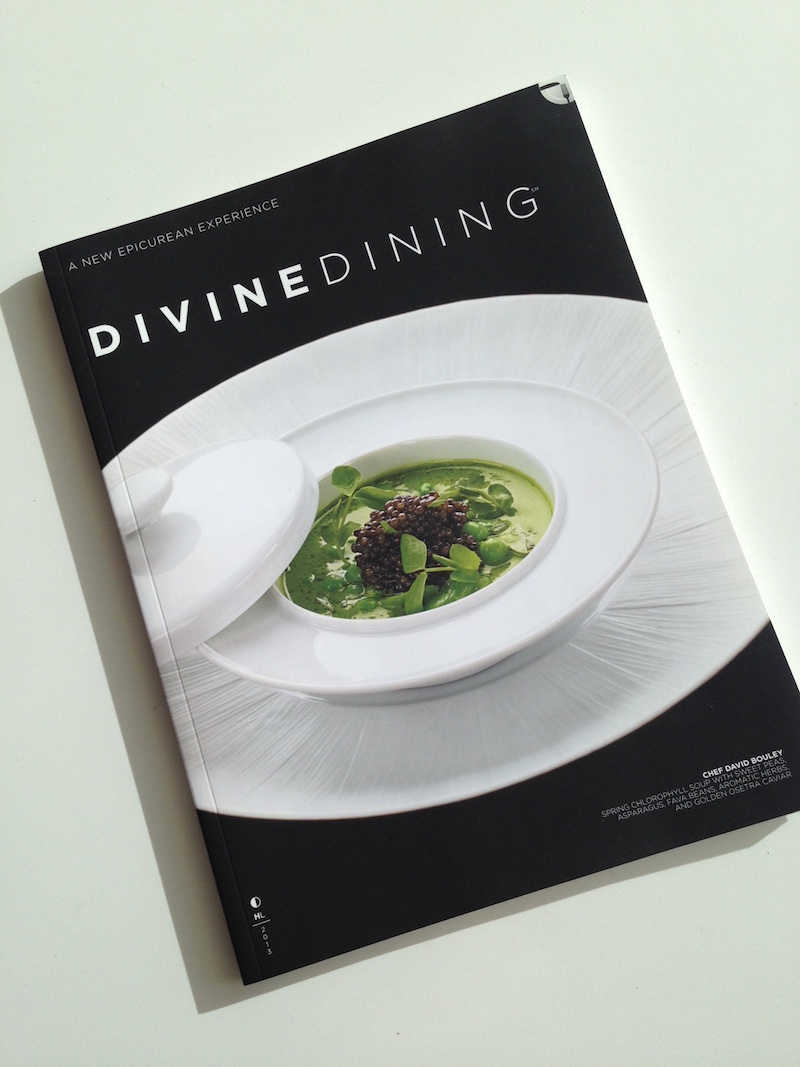 A NEW EPICUREAN EXPERIENCE
DIVINEDINING℠
CHEF DAVID BOULEY
SPRING CHLOROPHYLL SOUP WITH SWEET PEAS,
ASPARAGUS, FAVA BEANS, AROMATIC HERBS,
AND GOLDEN OSETRA CAVIAR
HL
2013